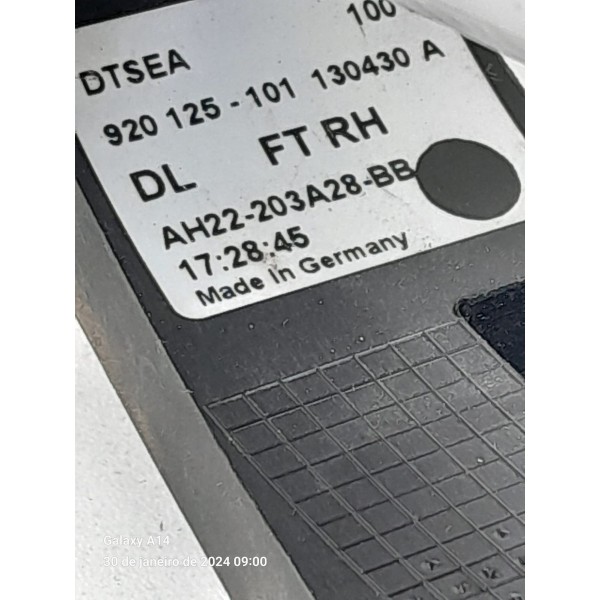 100
DTSEA
920 125 - 101 130430 A
DL FT RH
AH22-203A28-BB
17:28:45
Made in Germany
Galaxy A14
30 de janeiro de 2024 09:00